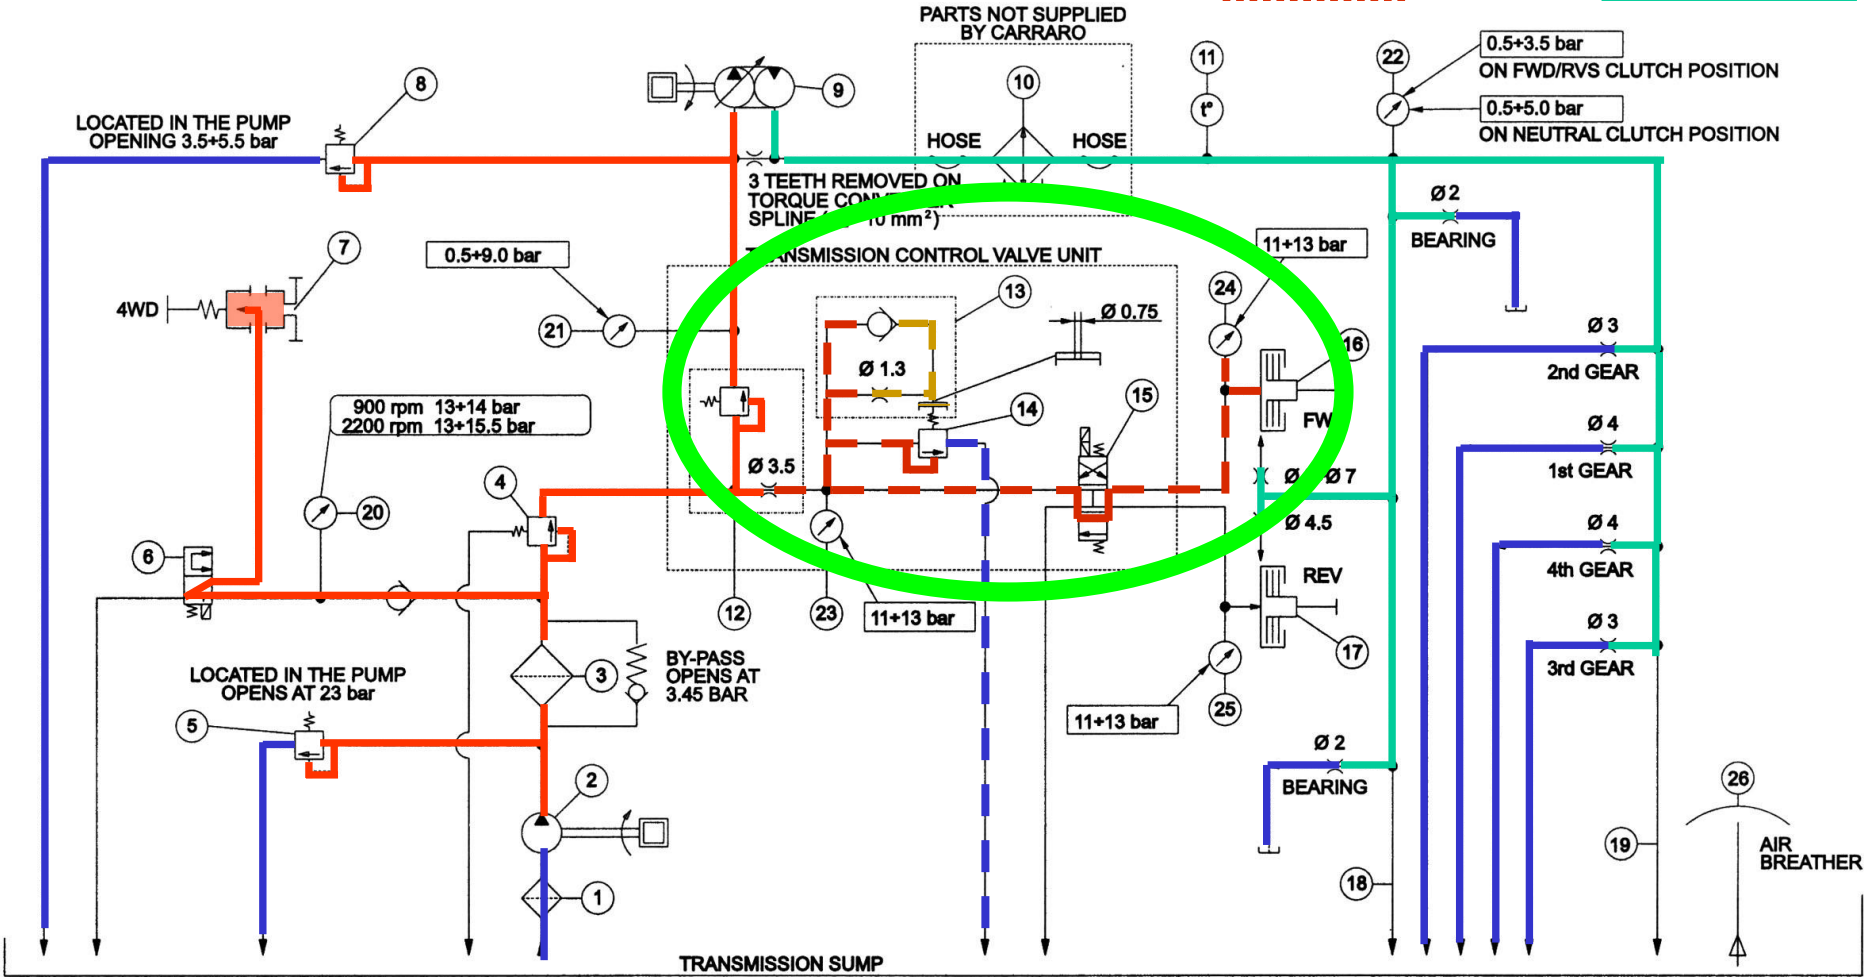 PARTS NOT SUPPLIED
BY CARRARO
8
9
10
11
22
0.5+3.5 bar
ON FWD/RVS CLUTCH POSITION
0.5+5.0 bar
ON NEUTRAL CLUTCH POSITION
t°
LOCATED IN THE PUMP
OPENING 3.5+5.5 bar
HOSE
HOSE
3 TEETH REMOVED ON
TORQUE
SPLINE
10 mm²)
Ø 2
BEARING
7
4WD
0.5+9.0 bar
21
TRANSMISSION CONTROL VALVE UNIT
13
Ø 0.75
11+13 bar
24
16
Ø 1.3
14
15
FW
Ø 3
2nd GEAR
900 rpm 13+14 bar
2200 rpm 13+15.5 bar
4
20
Ø 3.5
Ø
Ø 7
Ø 4.5
Ø 4
1st GEAR
6
12
23
11+13 bar
REV
17
25
11+13 bar
Ø 4
4th GEAR
Ø 3
3rd GEAR
3
BY-PASS
OPENS AT
3.45 BAR
LOCATED IN THE PUMP
OPENS AT 23 bar
5
2
1
Ø 2
BEARING
18
19
26
AIR
BREATHER
TRANSMISSION SUMP